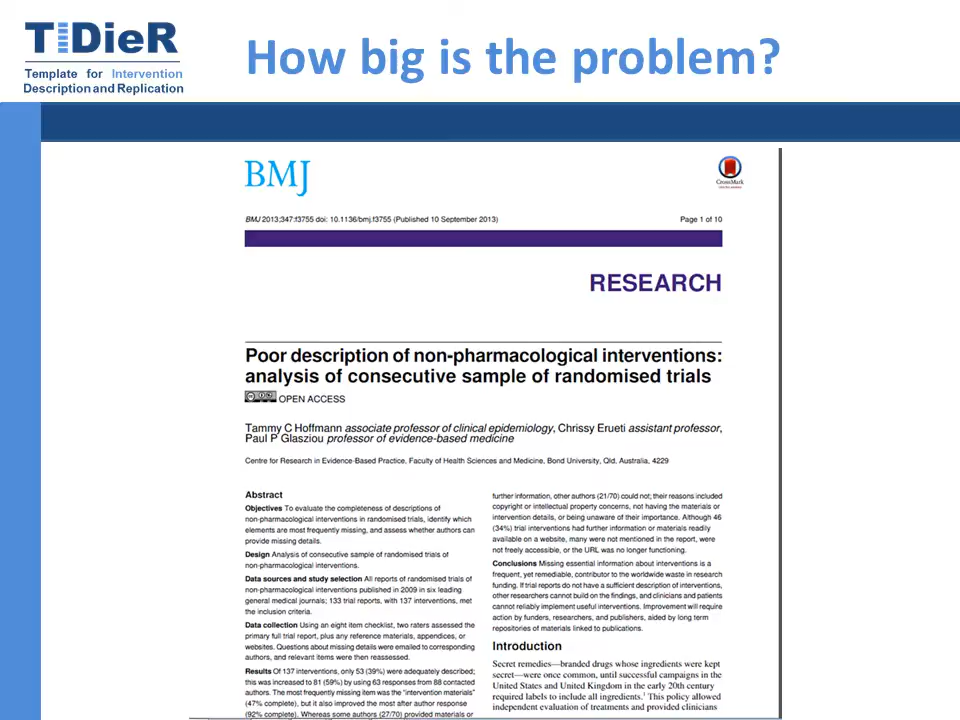 TIDieR
Template for Intervention
Description and Replication
How big is the problem?
BMJ
CrossMark
BMJ 2013;347:f3755 doi: 10.1136/bmj.f3755 (Published 10 September 2013)
Page 1 of 10
RESEARCH
Poor description of non-pharmacological interventions:
analysis of consecutive sample of randomised trials
OPEN ACCESS
Tammy C Hoffmann associate professor of clinical epidemiology, Chrissy Erueti assistant professor,
Paul P Glasziou professor of evidence-based medicine
Centre for Research in Evidence-Based Practice, Faculty of Health Sciences and Medicine, Bond University, Qld, Australia, 4229
Abstract
Objectives To evaluate the completeness of descriptions of
non-pharmacological interventions in randomised trials, identify which
elements are most frequently missing, and assess whether authors can
provide missing details.
Design Analysis of consecutive sample of randomised trials of
non-pharmacological interventions.
Data sources and study selection All reports of randomised trials of
non-pharmacological interventions published in 2009 in six leading
general medical journals; 133 trial reports, with 137 interventions, met
the inclusion criteria.
Data collection Using an eight item checklist, two raters assessed the
primary full trial report, plus any reference materials, appendices, or
websites. Questions about missing details were emailed to corresponding
authors, and relevant items were then reassessed.
Results Of 137 interventions, only 53 (39%) were adequately described;
this was increased to 81 (59%) by using 63 responses from 88 contacted
authors. The most frequently missing item was the “intervention materials”
(47% complete), but it also improved the most after author response
(92% complete). Whereas some authors (27/70) provided materials or
further information, other authors (21/70) could not; their reasons included
copyright or intellectual property concerns, not having the materials or
intervention details, or being unaware of their importance. Although 46
(34%) trial interventions had further information or materials readily
available on a website, many were not mentioned in the report, were
not freely accessible, or the URL was no longer functioning.
Conclusions Missing essential information about interventions is a
frequent, yet remediable, contributor to the worldwide waste in research
funding. If trial reports do not have a sufficient description of interventions,
other researchers cannot build on the findings, and clinicians and patients
cannot reliably implement useful interventions. Improvement will require
action by funders, researchers, and publishers, aided by long term
repositories of materials linked to publications.
Introduction
Secret remedies—branded drugs whose ingredients were kept
secret—were once common, until successful campaigns in the
United States and United Kingdom in the early 20th century
required labels to include all ingredients.1 This policy allowed
independent evaluation of treatments and provided clinicians